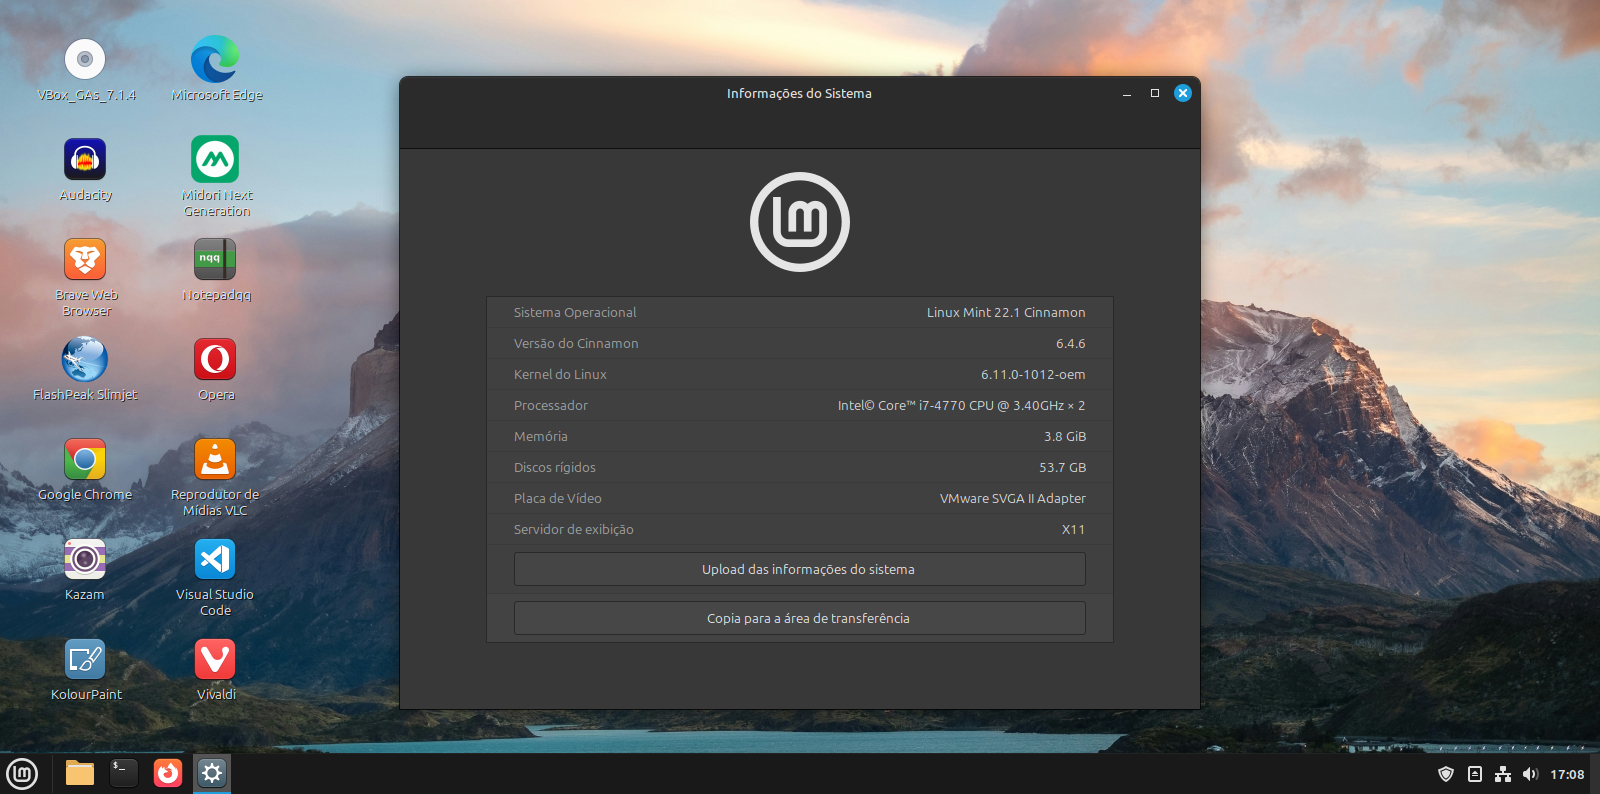 VBox_GAs_7.1.4
Microsoft Edge
Audacity
Midori Next
Generation
Brave Web
Browser
nqq
Notepadqq
FlashPeak Slimjet
Opera
Google Chrome
Reprodutor de
Mídias VLC
Kazam
Visual Studio
Code
KolourPaint
Vivaldi
Informações do Sistema
Sistema Operacional Linux Mint 22.1 Cinnamon
Versão do Cinnamon 6.4.6
Kernel do Linux 6.11.0-1012-oem
Processador Intel© Core™ i7-4770 CPU @ 3.40GHz × 2
Memória 3.8 GiB
Discos rígidos 53.7 GB
Placa de Vídeo VMware SVGA II Adapter
Servidor de exibição X11
Upload das informações do sistema
Copia para a área de transferência
$_
17:08